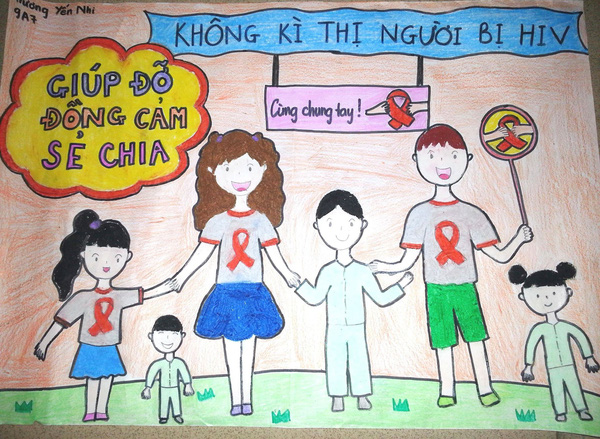 Yến Nhi
9A7
KHÔNG KÌ THỊ NGƯỜI BỊ HIV
GIÚP ĐỠ
ĐỒNG CẢM
SẺ CHIA
Cùng chung tay !